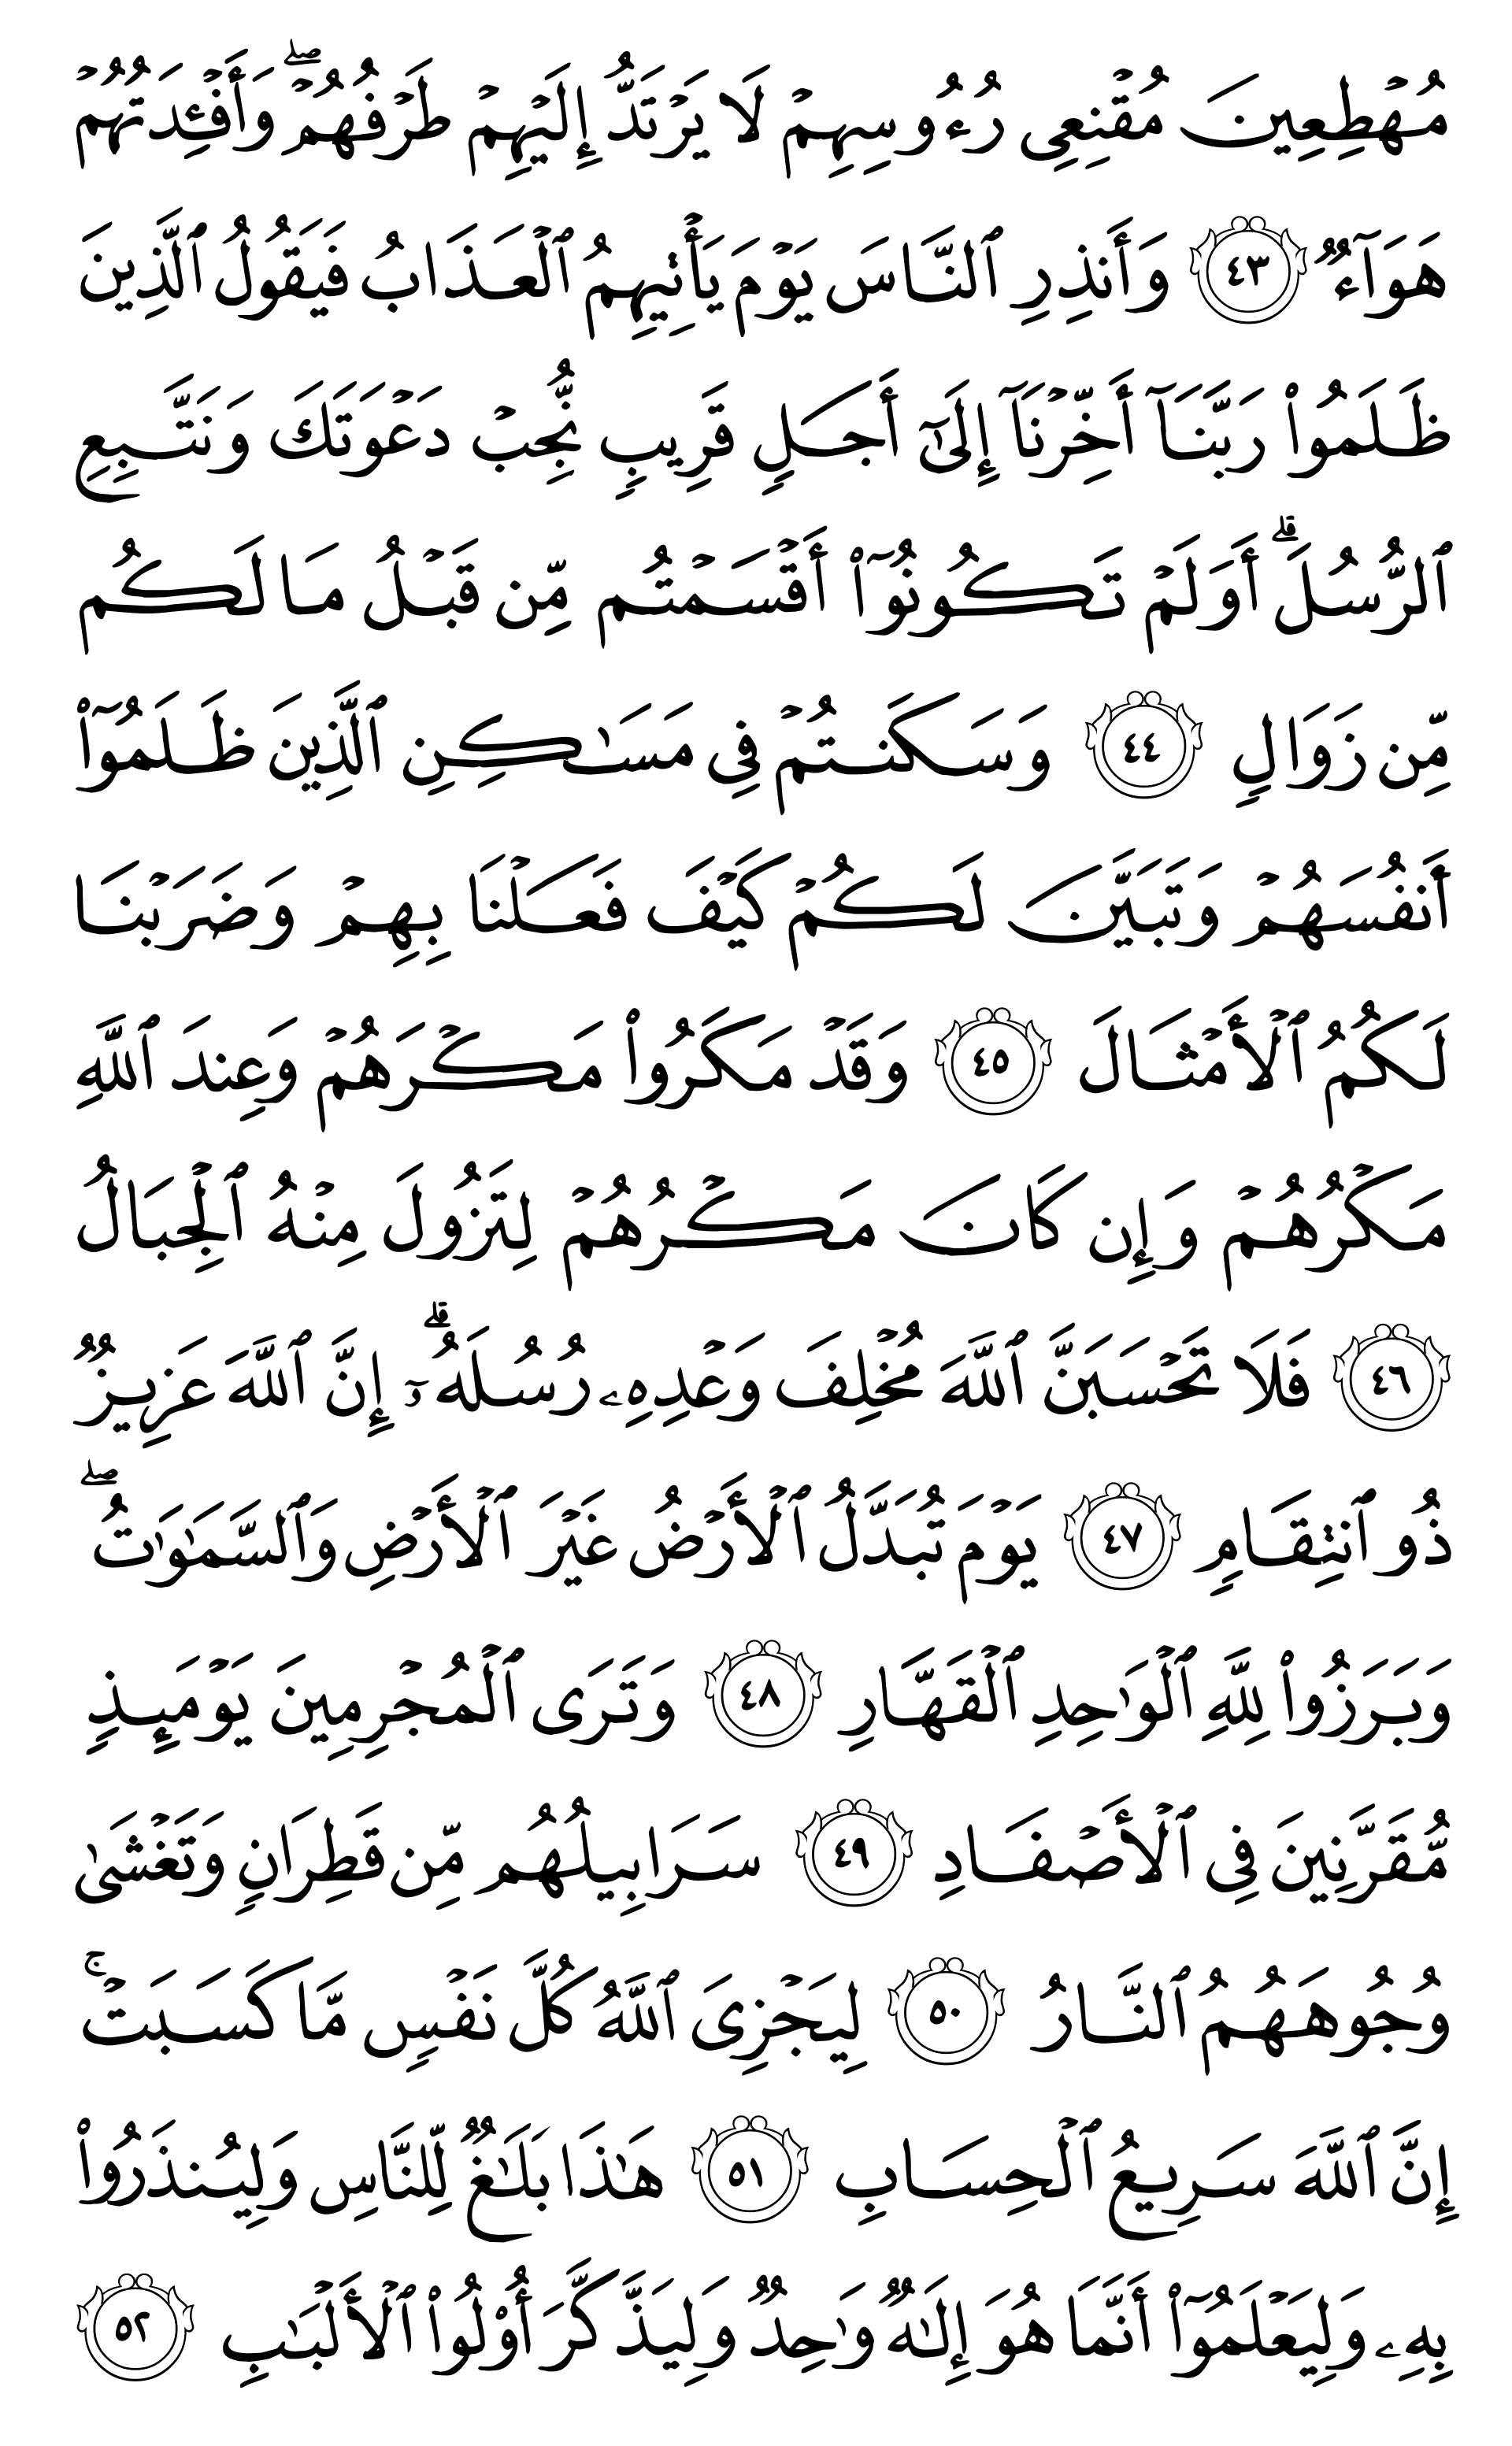 مُهۡطِعِينَ مُقۡنِعِي رُءُوسِهِمۡ لَا يَرۡتَدُّ إِلَيۡهِمۡ طَرۡفُهُمۡۖ وَأَفۡـِٔدَتُهُمۡ
هَوَآءٞ ٤٣ وَأَنذِرِ ٱلنَّاسَ يَوۡمَ يَأۡتِيهِمُ ٱلۡعَذَابُ فَيَقُولُ ٱلَّذِينَ
ظَلَمُواْ رَبَّنَآ أَخِّرۡنَآ إِلَىٰٓ أَجَلٖ قَرِيبٖ نُّجِبۡ دَعۡوَتَكَ وَنَتَّبِعِ
ٱلرُّسُلَۗ أَوَلَمۡ تَكُونُوٓاْ أَقۡسَمۡتُم مِّن قَبۡلُ مَا لَكُم
مِّن زَوَالٖ ٤٤ وَسَكَنتُمۡ فِي مَسَٰكِنِ ٱلَّذِينَ ظَلَمُوٓاْ
أَنفُسَهُمۡ وَتَبَيَّنَ لَكُمۡ كَيۡفَ فَعَلۡنَا بِهِمۡ وَضَرَبۡنَا
لَكُمُ ٱلۡأَمۡثَالَ ٤٥ وَقَدۡ مَكَرُواْ مَكۡرَهُمۡ وَعِندَ ٱللَّهِ
مَكۡرُهُمۡ وَإِن كَانَ مَكۡرُهُمۡ لِتَزُولَ مِنۡهُ ٱلۡجِبَالُ
٤٦ فَلَا تَحۡسَبَنَّ ٱللَّهَ مُخۡلِفَ وَعۡدِهِۦ رُسُلَهُۥٓۗ إِنَّ ٱللَّهَ عَزِيزٞ
ذُو ٱنتِقَامٖ ٤٧ يَوۡمَ تُبَدَّلُ ٱلۡأَرۡضُ غَيۡرَ ٱلۡأَرۡضِ وَٱلسَّمَٰوَٰتُۖ
وَبَرَزُواْ لِلَّهِ ٱلۡوَٰحِدِ ٱلۡقَهَّارِ ٤٨ وَتَرَى ٱلۡمُجۡرِمِينَ يَوۡمَئِذٖ
مُّقَرَّنِينَ فِي ٱلۡأَصۡفَادِ ٤٩ سَرَابِيلُهُم مِّن قَطِرَانٖ وَتَغۡشَىٰ
وُجُوهَهُمُ ٱلنَّارُ ٥٠ لِيَجۡزِيَ ٱللَّهُ كُلَّ نَفۡسٖ مَّا كَسَبَتۡۚ
إِنَّ ٱللَّهَ سَرِيعُ ٱلۡحِسَابِ ٥١ هَٰذَا بَلَٰغٞ لِّلنَّاسِ وَلِيُنذَرُواْ
بِهِۦ وَلِيَعۡلَمُوٓاْ أَنَّمَا هُوَ إِلَٰهٞ وَٰحِدٞ وَلِيَذَّكَّرَ أُوْلُواْ ٱلۡأَلۡبَٰبِ ٥٢